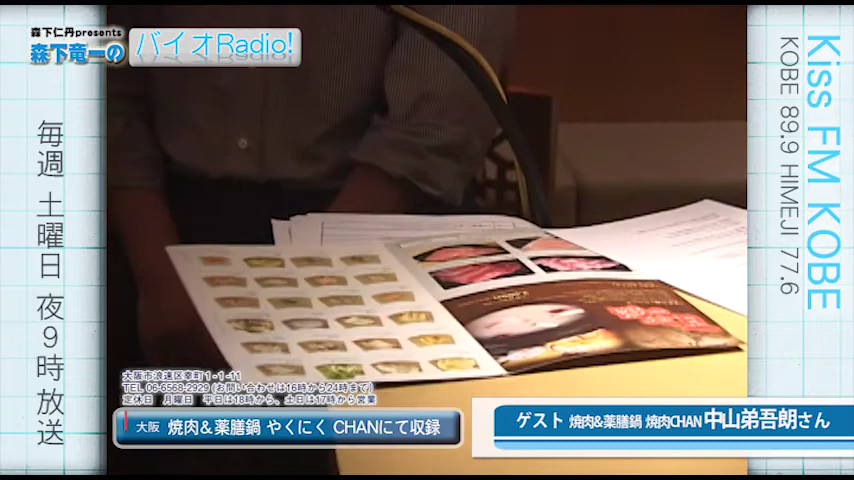 森下仁丹presents
森下竜一の バイオRadio!
毎週 土曜日 夜9時放送
Kiss FM KOBE
KOBE 89.9 HIMEJI 77.6
大阪市浪速区幸町1-1-11
TEL 06-6568-2929 (お問い合わせは16時から24時まで)
定休日 月曜日 平日は18時から、土日は17時から営業
大阪 焼肉&薬膳鍋 やくにく CHANにて収録
ゲスト 焼肉&薬膳鍋 焼肉CHAN 中山弟吾朗さん